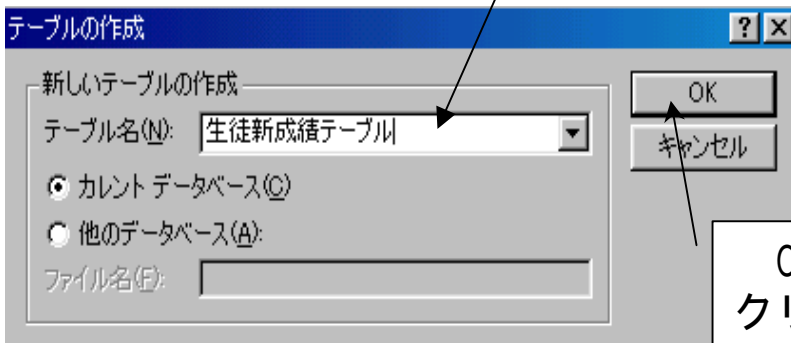 テーブルの作成
新しいテーブルの作成
テーブル名(N): 生徒新成績テーブル
カレント データベース(C)
他のデータベース(A):
ファイル名(F):
OK
キャンセル
クリ